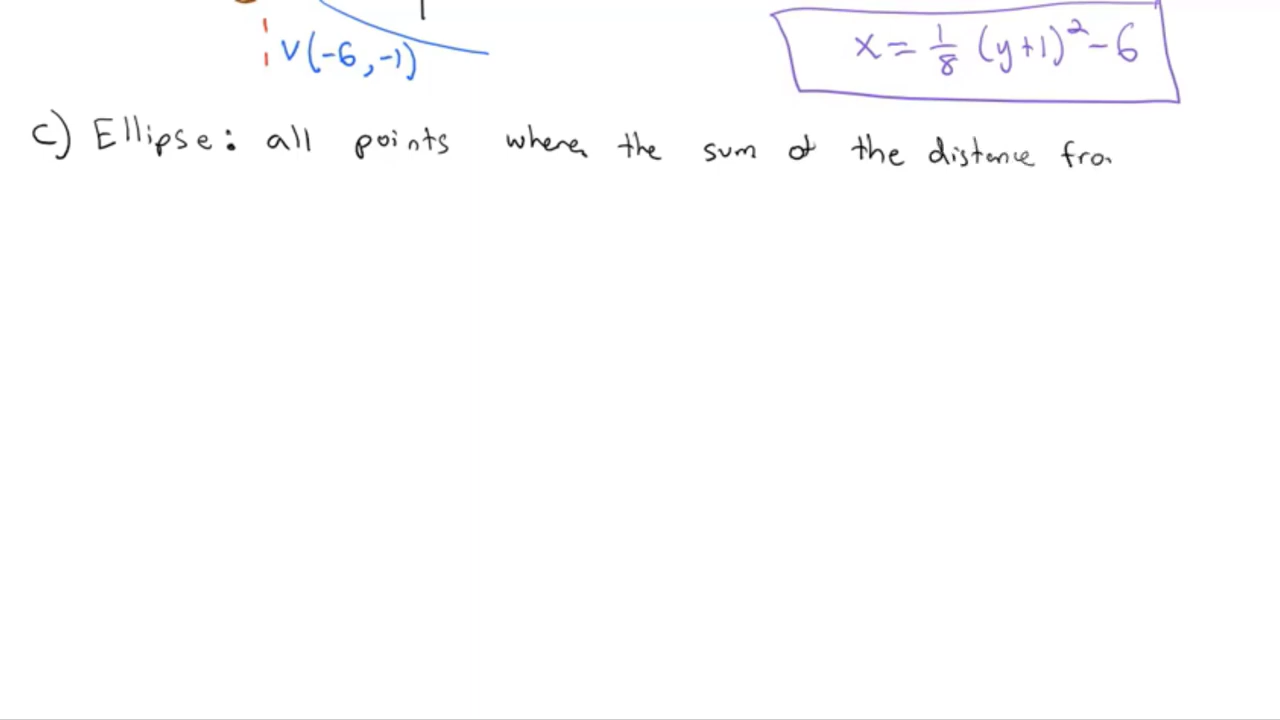 V(-6,-1)
x = 1/8 (y+1)² - 6
c) Ellipse: all points where the sum of the distance fro